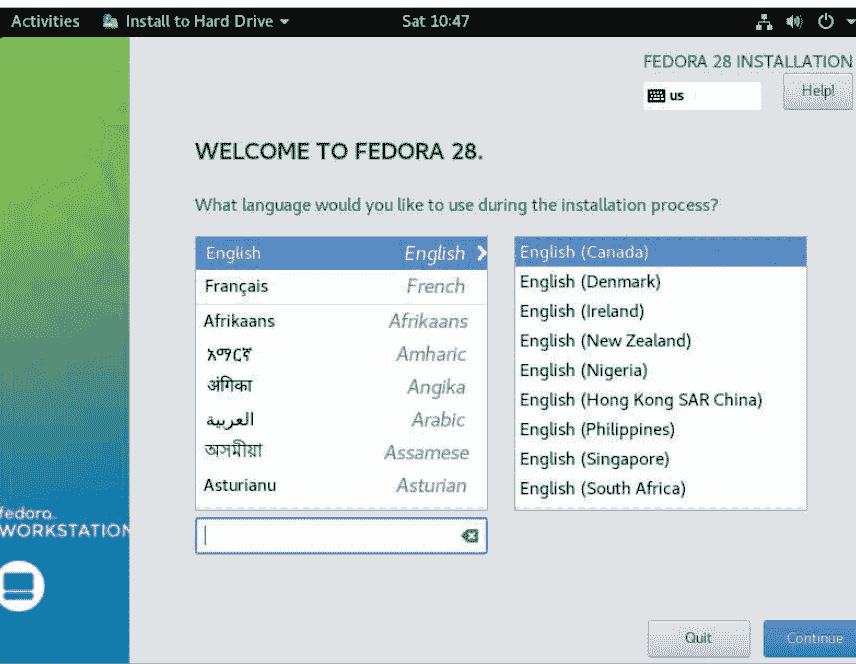 Activities Install to Hard Drive Sat 10:47
FEDORA 28 INSTALLATION
us Help!
WELCOME TO FEDORA 28.
What language would you like to use during the installation process?
English English
Français French
Afrikaans Afrikaans
አማርኛ Amharic
अंगिका Angika
العربية Arabic
অসমীয়া Assamese
Asturianu Asturian
English (Canada)
English (Denmark)
English (Ireland)
English (New Zealand)
English (Nigeria)
English (Hong Kong SAR China)
English (Philippines)
English (Singapore)
English (South Africa)
fedora
WORKSTATION
Quit Continue